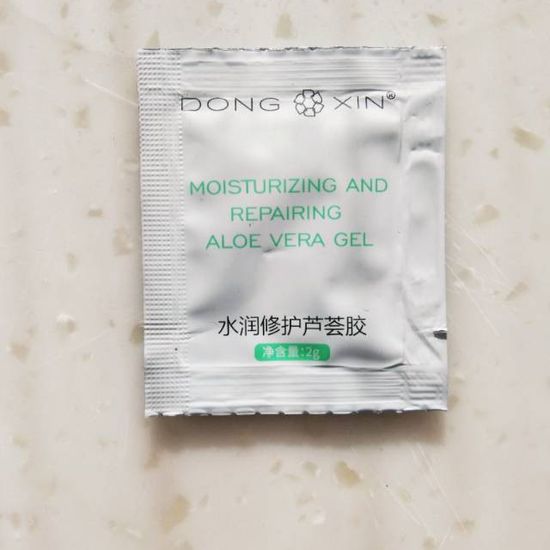 DONG XIN®
MOISTURIZING AND
REPAIRING
ALOE VERA GEL
水润修护芦荟胶
净含量:2g